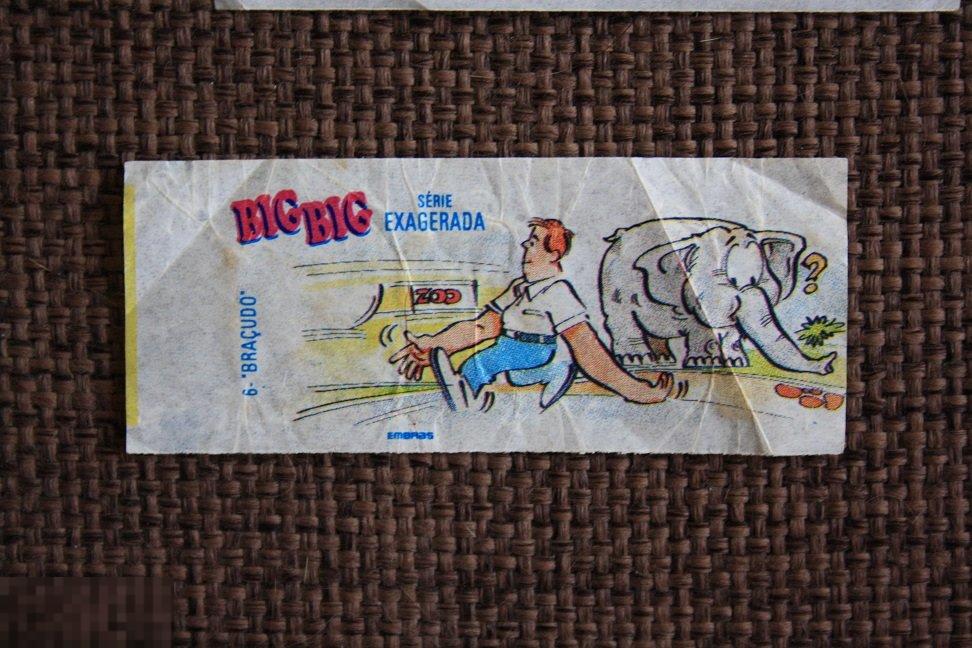 BIG BIG
SÉRIE
EXAGERADA
6- "BRAÇUDO"
ZOO
?
EMBRAS